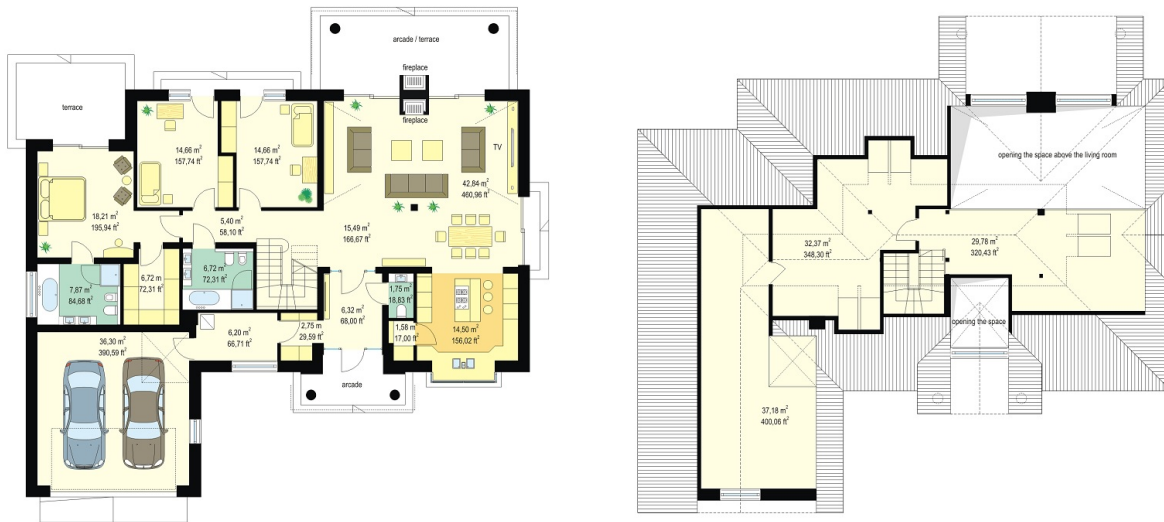 arcade / terrace
fireplace
fireplace
terrace
14,66 m²
157,74 ft²
14,66 m²
157,74 ft²
TV
42,84 m²
460,96 ft²
18,21 m²
195,94 ft²
5,40 m²
58,10 ft²
15,49 m²
166,67 ft²
7,87 m²
84,68 ft²
6,72 m
72,31 ft²
6,72 m
72,31 ft²
6,32 m²
68,00 ft²
1,75 m²
18,83 ft²
14,50 m²
156,02 ft²
1,58 m²
17,00 ft²
2,75 m²
29,59 ft²
6,20 m²
66,71 ft²
36,30 m²
390,59 ft²
arcade
opening the space above the living room
32,37 m²
348,30 ft²
29,78 m²
320,43 ft²
opening the space
37,18 m²
400,06 ft²